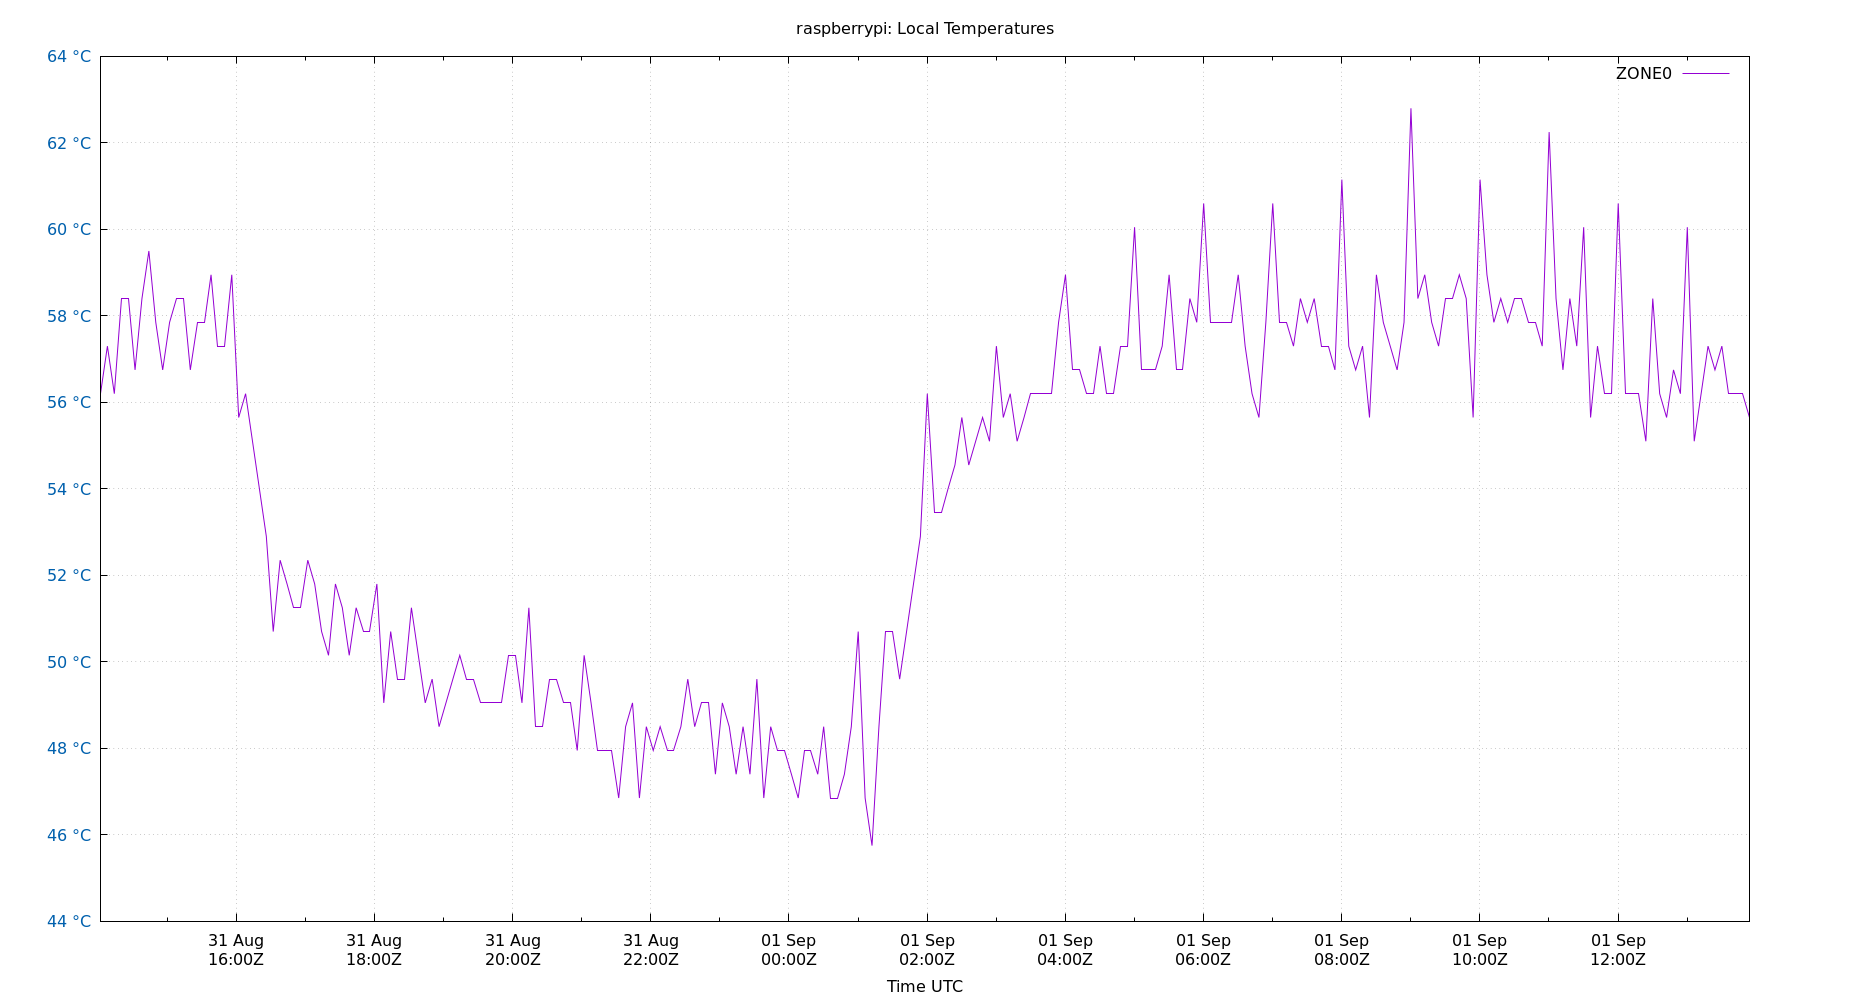 raspberrypi: Local Temperatures
ZONE0
64 °C
62 °C
60 °C
58 °C
56 °C
54 °C
52 °C
50 °C
48 °C
46 °C
44 °C
31 Aug 31 Aug 31 Aug 31 Aug 01 Sep 01 Sep 01 Sep 01 Sep 01 Sep 01 Sep 01 Sep
16:00Z 18:00Z 20:00Z 22:00Z 00:00Z 02:00Z 04:00Z 06:00Z 08:00Z 10:00Z 12:00Z
Time UTC